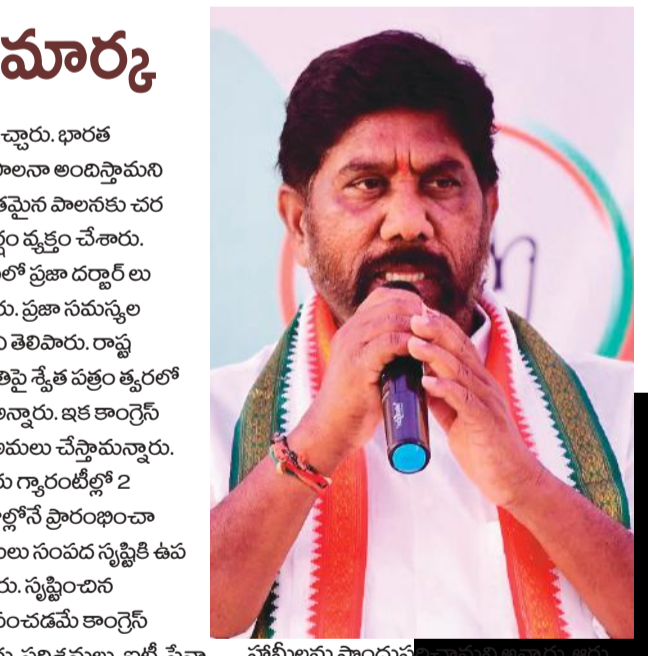 మార్క
చ్చారు. భారత
పాలనా అందిస్తామని
తమైన పాలనకు చర
ర్షం వ్యక్తం చేశారు.
లో ప్రజా దర్బార్ లు
రు. ప్రజా సమస్యల
ని తెలిపారు. రాష్ట్ర
తిపై శ్వేత పత్రం త్వరలో
అన్నారు. ఇక కాంగ్రెస్
అమలు చేస్తామన్నారు.
రు గ్యారంటీల్లో 2
ల్లోనే ప్రారంభించా
మలు సంపద సృష్టికి ఉప
రు. సృష్టించిన
పంచడమే కాంగ్రెస్